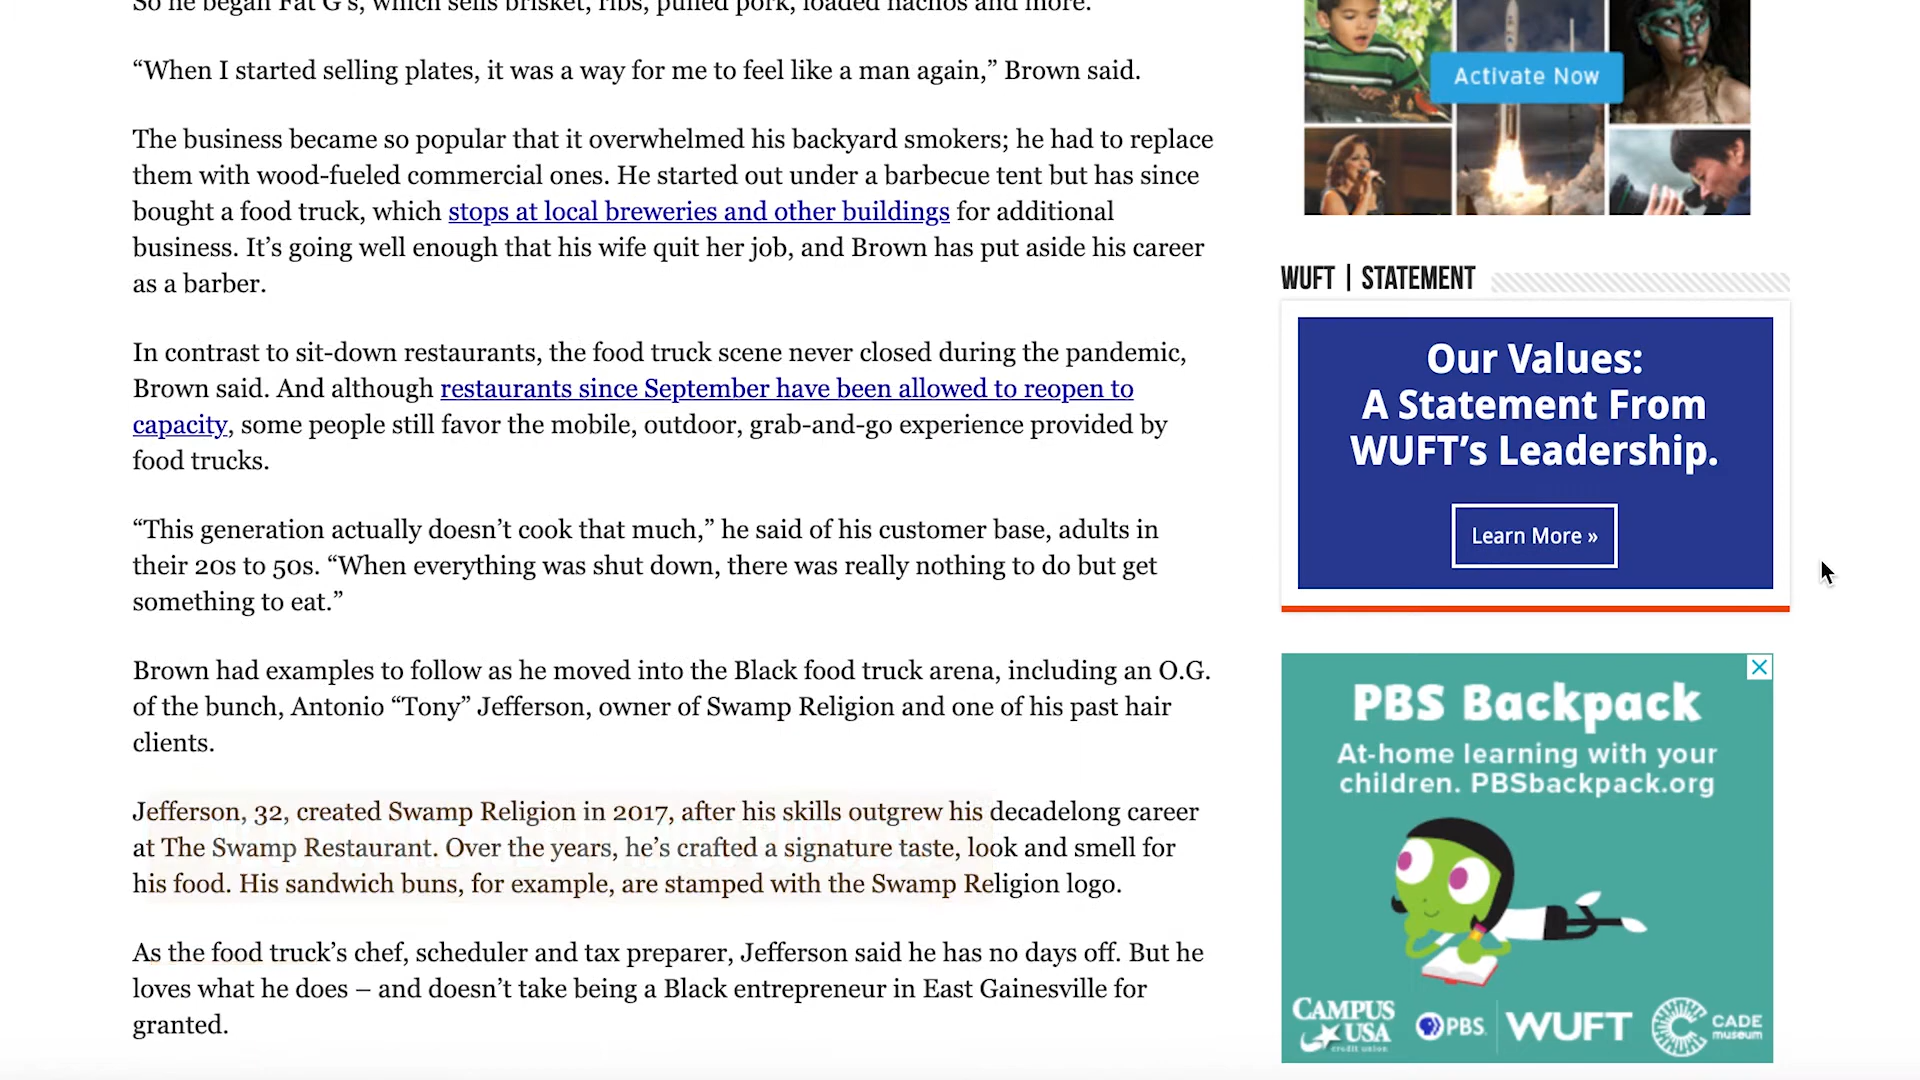 So he began Fat G's, which sells brisket, ribs, pulled pork, loaded nachos and more.
“When I started selling plates, it was a way for me to feel like a man again,” Brown said.
The business became so popular that it overwhelmed his backyard smokers; he had to replace
them with wood-fueled commercial ones. He started out under a barbecue tent but has since
bought a food truck, which stops at local breweries and other buildings for additional
business. It’s going well enough that his wife quit her job, and Brown has put aside his career
as a barber.
In contrast to sit-down restaurants, the food truck scene never closed during the pandemic,
Brown said. And although restaurants since September have been allowed to reopen to
capacity, some people still favor the mobile, outdoor, grab-and-go experience provided by
food trucks.
“This generation actually doesn’t cook that much,” he said of his customer base, adults in
their 20s to 50s. “When everything was shut down, there was really nothing to do but get
something to eat.”
Brown had examples to follow as he moved into the Black food truck arena, including an O.G.
of the bunch, Antonio “Tony” Jefferson, owner of Swamp Religion and one of his past hair
clients.
Jefferson, 32, created Swamp Religion in 2017, after his skills outgrew his decadelong career
at The Swamp Restaurant. Over the years, he’s crafted a signature taste, look and smell for
his food. His sandwich buns, for example, are stamped with the Swamp Religion logo.
As the food truck’s chef, scheduler and tax preparer, Jefferson said he has no days off. But he
loves what he does – and doesn’t take being a Black entrepreneur in East Gainesville for
granted.
Activate Now
WUFT | STATEMENT
Our Values:
A Statement From
WUFT’s Leadership.
Learn More »
PBS Backpack
At-home learning with your
children. PBSbackpack.org
CAMPUS
USA
credit union
PBS
WUFT
CADE
museum